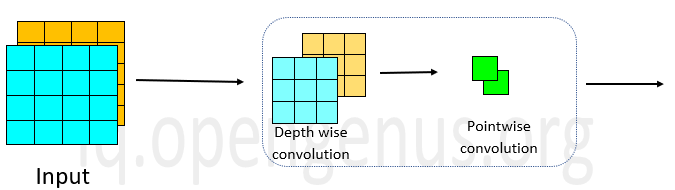 Depth wise
convolution
Pointwise
convolution
Input
iq.opengenus.org